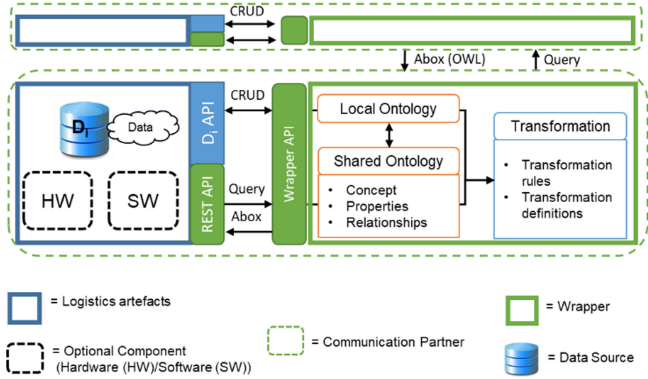 CRUD
Abox (OWL)
Query
Di
Data
HW
SW
Di API
REST API
CRUD
Query
Abox
Wrapper API
Local Ontology
Shared Ontology
• Concept
• Properties
• Relationships
Transformation
• Transformation
rules
• Transformation
definitions
= Logistics artefacts
= Optional Component
(Hardware (HW)/Software (SW))
= Communication Partner
= Wrapper
= Data Source